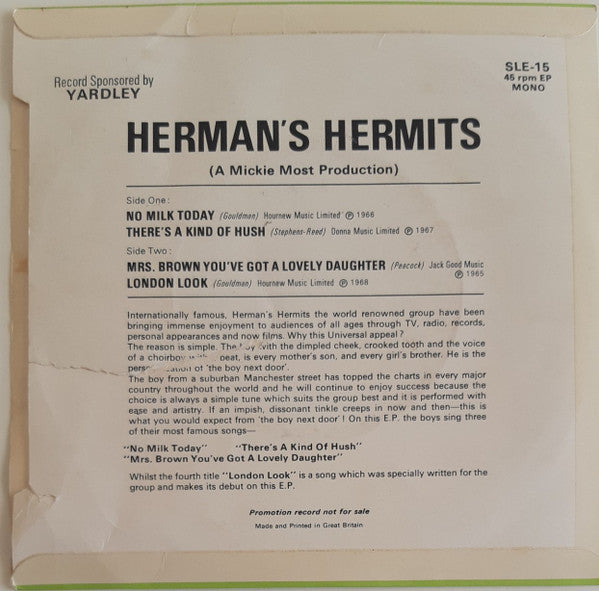 Record Sponsored by
YARDLEY
SLE-15
45 rpm EP
MONO
HERMAN'S HERMITS
(A Mickie Most Production)
Side One:
NO MILK TODAY (Gouldman) Hournew Music Limited Ⓟ 1966
THERE'S A KIND OF HUSH (Stephens-Reed) Donna Music Limited Ⓟ 1967
Side Two:
MRS. BROWN YOU'VE GOT A LOVELY DAUGHTER (Peacock) Jack Good Music
Ⓟ 1965
LONDON LOOK (Gouldman) Hournew Music Limited Ⓟ 1968
Internationally famous, Herman's Hermits the world renowned group have been
bringing immense enjoyment to audiences of all ages through TV, radio, records,
personal appearances and now films. Why this Universal appeal?
The reason is simple. The boy with the dimpled cheek, crooked tooth and the voice
of a choirboy beat, is every mother's son, and every girl's brother. He is the
of 'the boy next door'.
The boy from a suburban Manchester street has topped the charts in every major
country throughout the world and he will continue to enjoy success because the
choice is always a simple tune which suits the group best and it is performed with
ease and artistry. If an impish, dissonant tinkle creeps in now and then—this is
what you would expect from 'the boy next door'! On this E.P. the boys sing three
of their most famous songs—
"No Milk Today" "There's A Kind Of Hush"
"Mrs. Brown You've Got A Lovely Daughter"
Whilst the fourth title "London Look" is a song which was specially written for the
group and makes its debut on this E.P.
Promotion record not for sale
Made and Printed in Great Britain